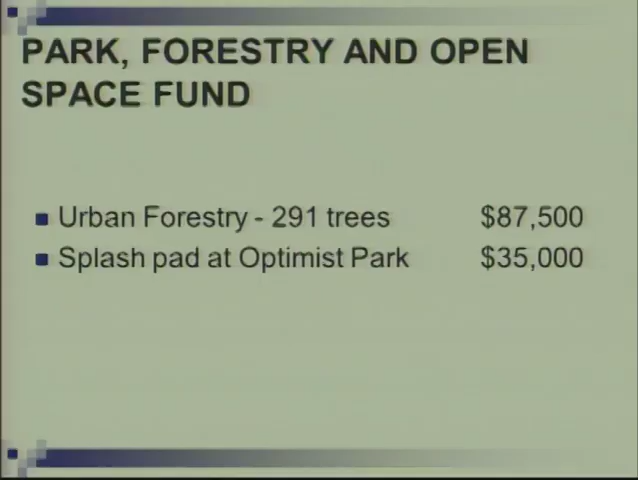 PARK, FORESTRY AND OPEN
SPACE FUND
Urban Forestry - 291 trees $87,500
Splash pad at Optimist Park $35,000